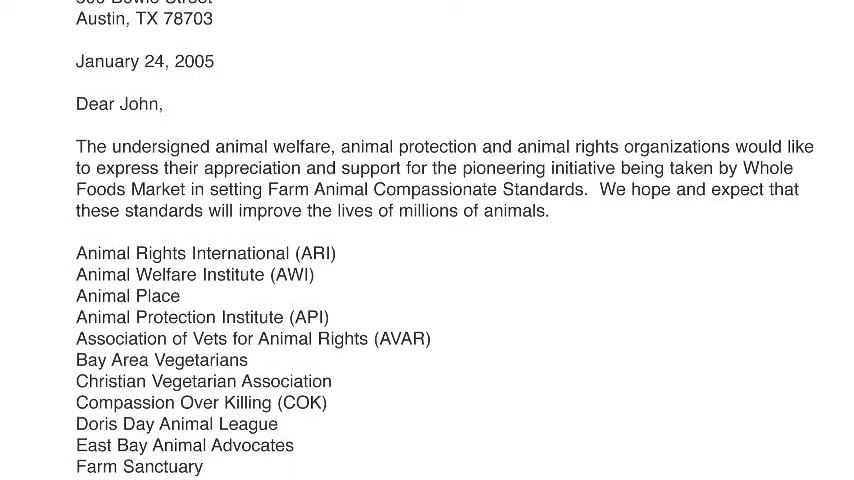 Austin, TX 78703
January 24, 2005
Dear John,
The undersigned animal welfare, animal protection and animal rights organizations would like
to express their appreciation and support for the pioneering initiative being taken by Whole
Foods Market in setting Farm Animal Compassionate Standards.  We hope and expect that
these standards will improve the lives of millions of animals.
Animal Rights International (ARI)
Animal Welfare Institute (AWI)
Animal Place
Animal Protection Institute (API)
Association of Vets for Animal Rights (AVAR)
Bay Area Vegetarians
Christian Vegetarian Association
Compassion Over Killing (COK)
Doris Day Animal League
East Bay Animal Advocates
Farm Sanctuary